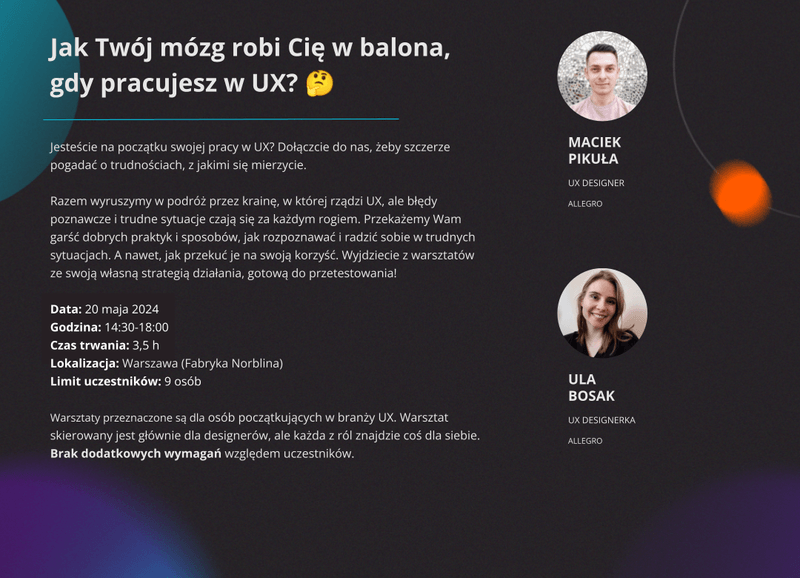 Jak Twój mózg robi Cię w balona,
gdy pracujesz w UX? 🤔
Jesteście na początku swojej pracy w UX? Dołączcie do nas, żeby szczerze
pogadać o trudnościach, z jakimi się mierzycie.
Razem wyruszymy w podróż przez krainę, w której rządzi UX, ale błędy
poznawcze i trudne sytuacje czają się za każdym rogiem. Przekażemy Wam
garść dobrych praktyk i sposobów, jak rozpoznawać i radzić sobie w trudnych
sytuacjach. A nawet, jak przekuć je na swoją korzyść. Wyjdziecie z warsztatów
ze swoją własną strategią działania, gotową do przetestowania!
Data: 20 maja 2024
Godzina: 14:30-18:00
Czas trwania: 3,5 h
Lokalizacja: Warszawa (Fabryka Norblina)
Limit uczestników: 9 osób
Warsztaty przeznaczone są dla osób początkujących w branży UX. Warsztat
skierowany jest głównie dla designerów, ale każda z ról znajdzie coś dla siebie.
Brak dodatkowych wymagań względem uczestników.
MACIEK
PIKUŁA
UX DESIGNER
ALLEGRO
ULA
BOSAK
UX DESIGNERKA
ALLEGRO